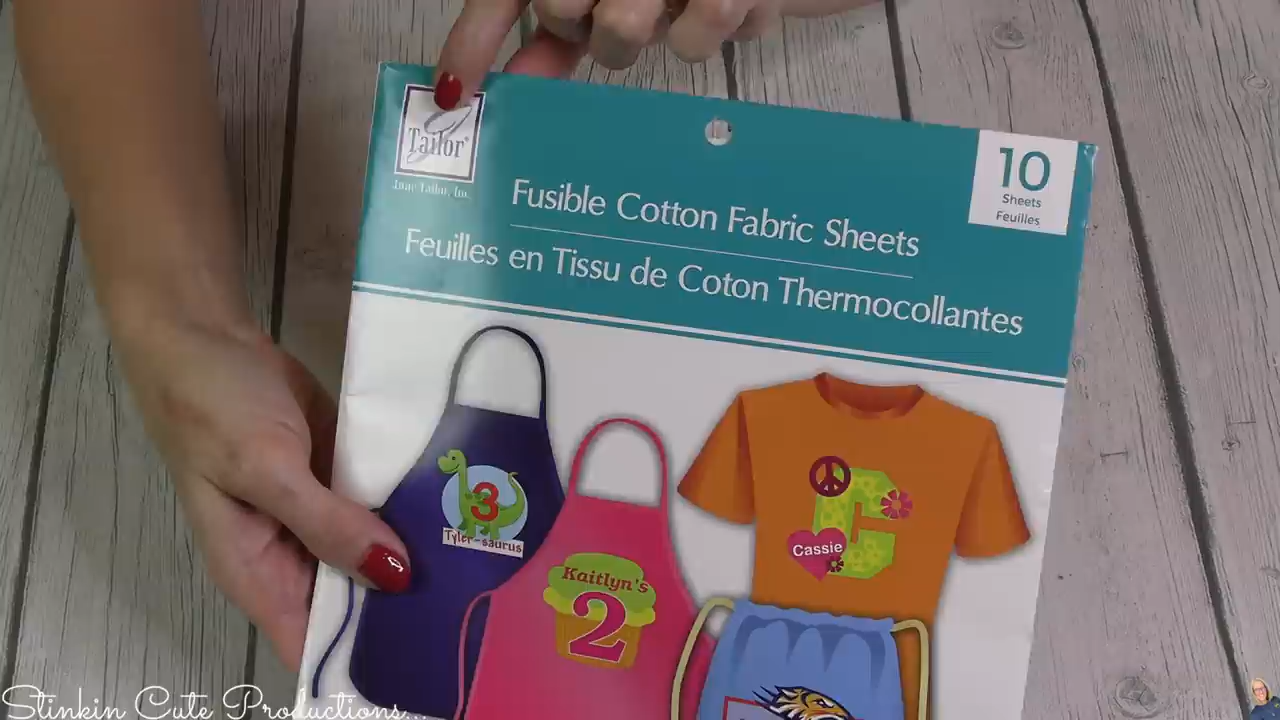 J
Tailor®
June Tailor, Inc.
10
Sheets
Feuilles
Fusible Cotton Fabric Sheets
Feuilles en Tissu de Coton Thermocollantes
3
Tyler-saurus
Kaitlyn's
2
C
Cassie
Stinkin Cute Productions...